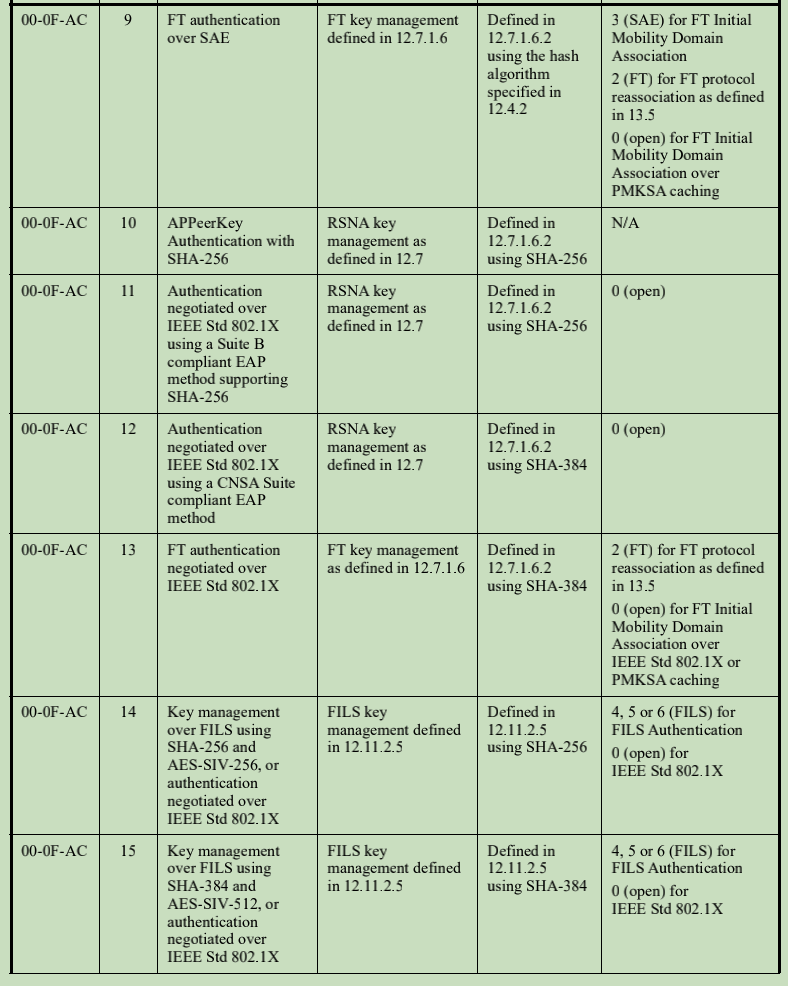 00-0F-AC
9
FT authentication
over SAE
FT key management
defined in 12.7.1.6
Defined in
12.7.1.6.2
using the hash
algorithm
specified in
12.4.2
3 (SAE) for FT Initial
Mobility Domain
Association
2 (FT) for FT protocol
reassociation as defined
in 13.5
0 (open) for FT Initial
Mobility Domain
Association over
PMKSA caching
00-0F-AC
10
APPeerKey
Authentication with
SHA-256
RSNA key
management as
defined in 12.7
Defined in
12.7.1.6.2
using SHA-256
N/A
00-0F-AC
11
Authentication
negotiated over
IEEE Std 802.1X
using a Suite B
compliant EAP
method supporting
SHA-256
RSNA key
management as
defined in 12.7
Defined in
12.7.1.6.2
using SHA-256
0 (open)
00-0F-AC
12
Authentication
negotiated over
IEEE Std 802.1X
using a CNSA Suite
compliant EAP
method
RSNA key
management as
defined in 12.7
Defined in
12.7.1.6.2
using SHA-384
0 (open)
00-0F-AC
13
FT authentication
negotiated over
IEEE Std 802.1X
FT key management
as defined in 12.7.1.6
Defined in
12.7.1.6.2
using SHA-384
2 (FT) for FT protocol
reassociation as defined
in 13.5
0 (open) for FT Initial
Mobility Domain
Association over
IEEE Std 802.1X or
PMKSA caching
00-0F-AC
14
Key management
over FILS using
SHA-256 and
AES-SIV-256, or
authentication
negotiated over
IEEE Std 802.1X
FILS key
management defined
in 12.11.2.5
Defined in
12.11.2.5
using SHA-256
4, 5 or 6 (FILS) for
FILS Authentication
0 (open) for
IEEE Std 802.1X
00-0F-AC
15
Key management
over FILS using
SHA-384 and
AES-SIV-512, or
authentication
negotiated over
IEEE Std 802.1X
FILS key
management defined
in 12.11.2.5
Defined in
12.11.2.5
using SHA-384
4, 5 or 6 (FILS) for
FILS Authentication
0 (open) for
IEEE Std 802.1X